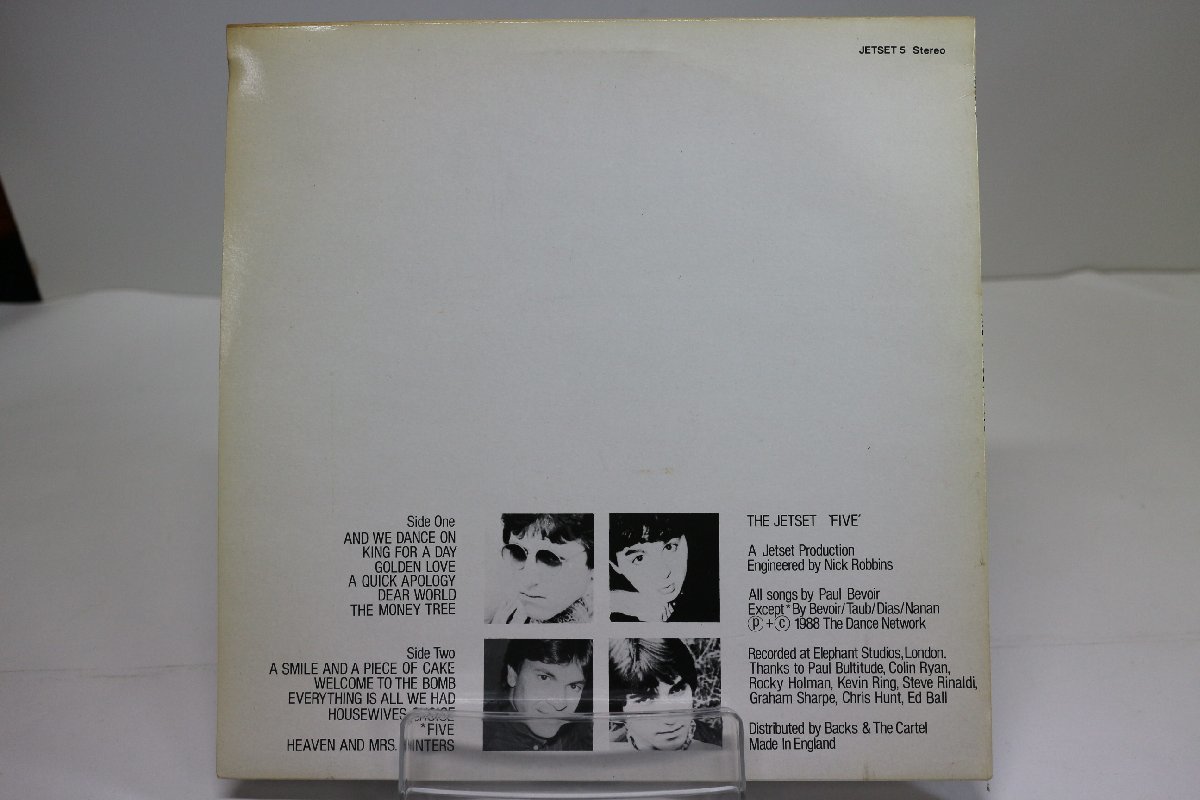 JETSET 5 Stereo
Side One
AND WE DANCE ON
KING FOR A DAY
GOLDEN LOVE
A QUICK APOLOGY
DEAR WORLD
THE MONEY TREE
Side Two
A SMILE AND A PIECE OF CAKE
WELCOME TO THE BOMB
EVERYTHING IS ALL WE HAD
HOUSEWIVES CHOICE
*FIVE
HEAVEN AND MRS.
THE JETSET 'FIVE'
A Jetset Production
Engineered by Nick Robbins
All songs by Paul Bevoir
Except*By Bevoir/Taub/Dias/Nanan
Ⓟ+© 1988 The Dance Network
Recorded at Elephant Studios, London.
Thanks to Paul Bultitude, Colin Ryan,
Rocky Holman, Kevin Ring, Steve Rinaldi,
Graham Sharpe, Chris Hunt, Ed Ball
Distributed by Backs & The Cartel
Made In England